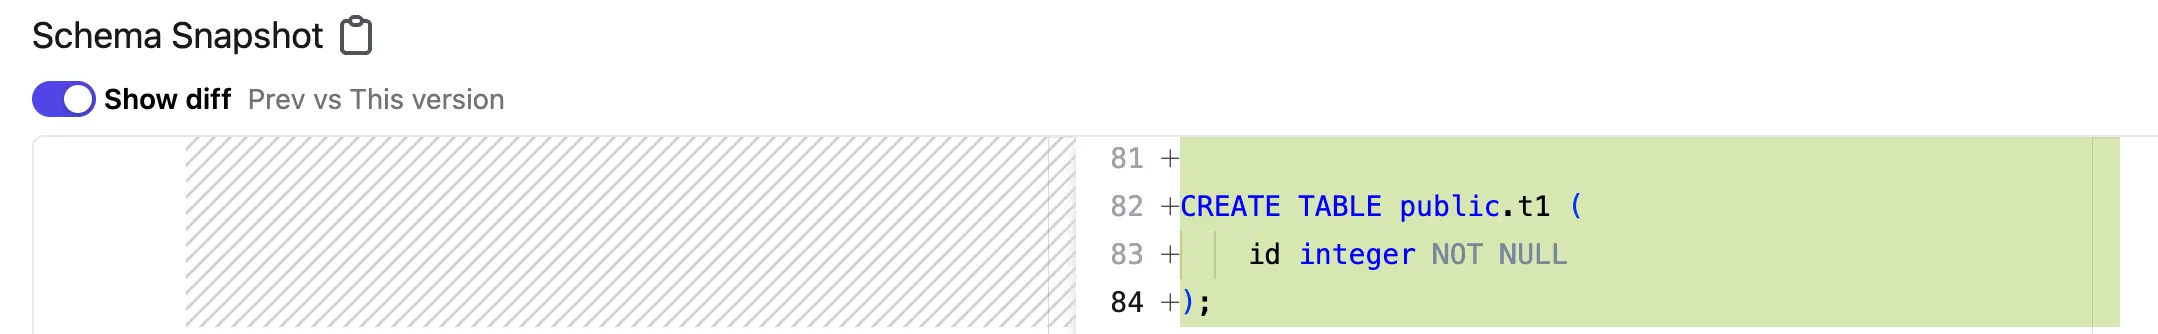 Schema Snapshot
Show diff Prev vs This version
81 +
82 +CREATE TABLE public.t1 (
83 +    id integer NOT NULL
84 +);